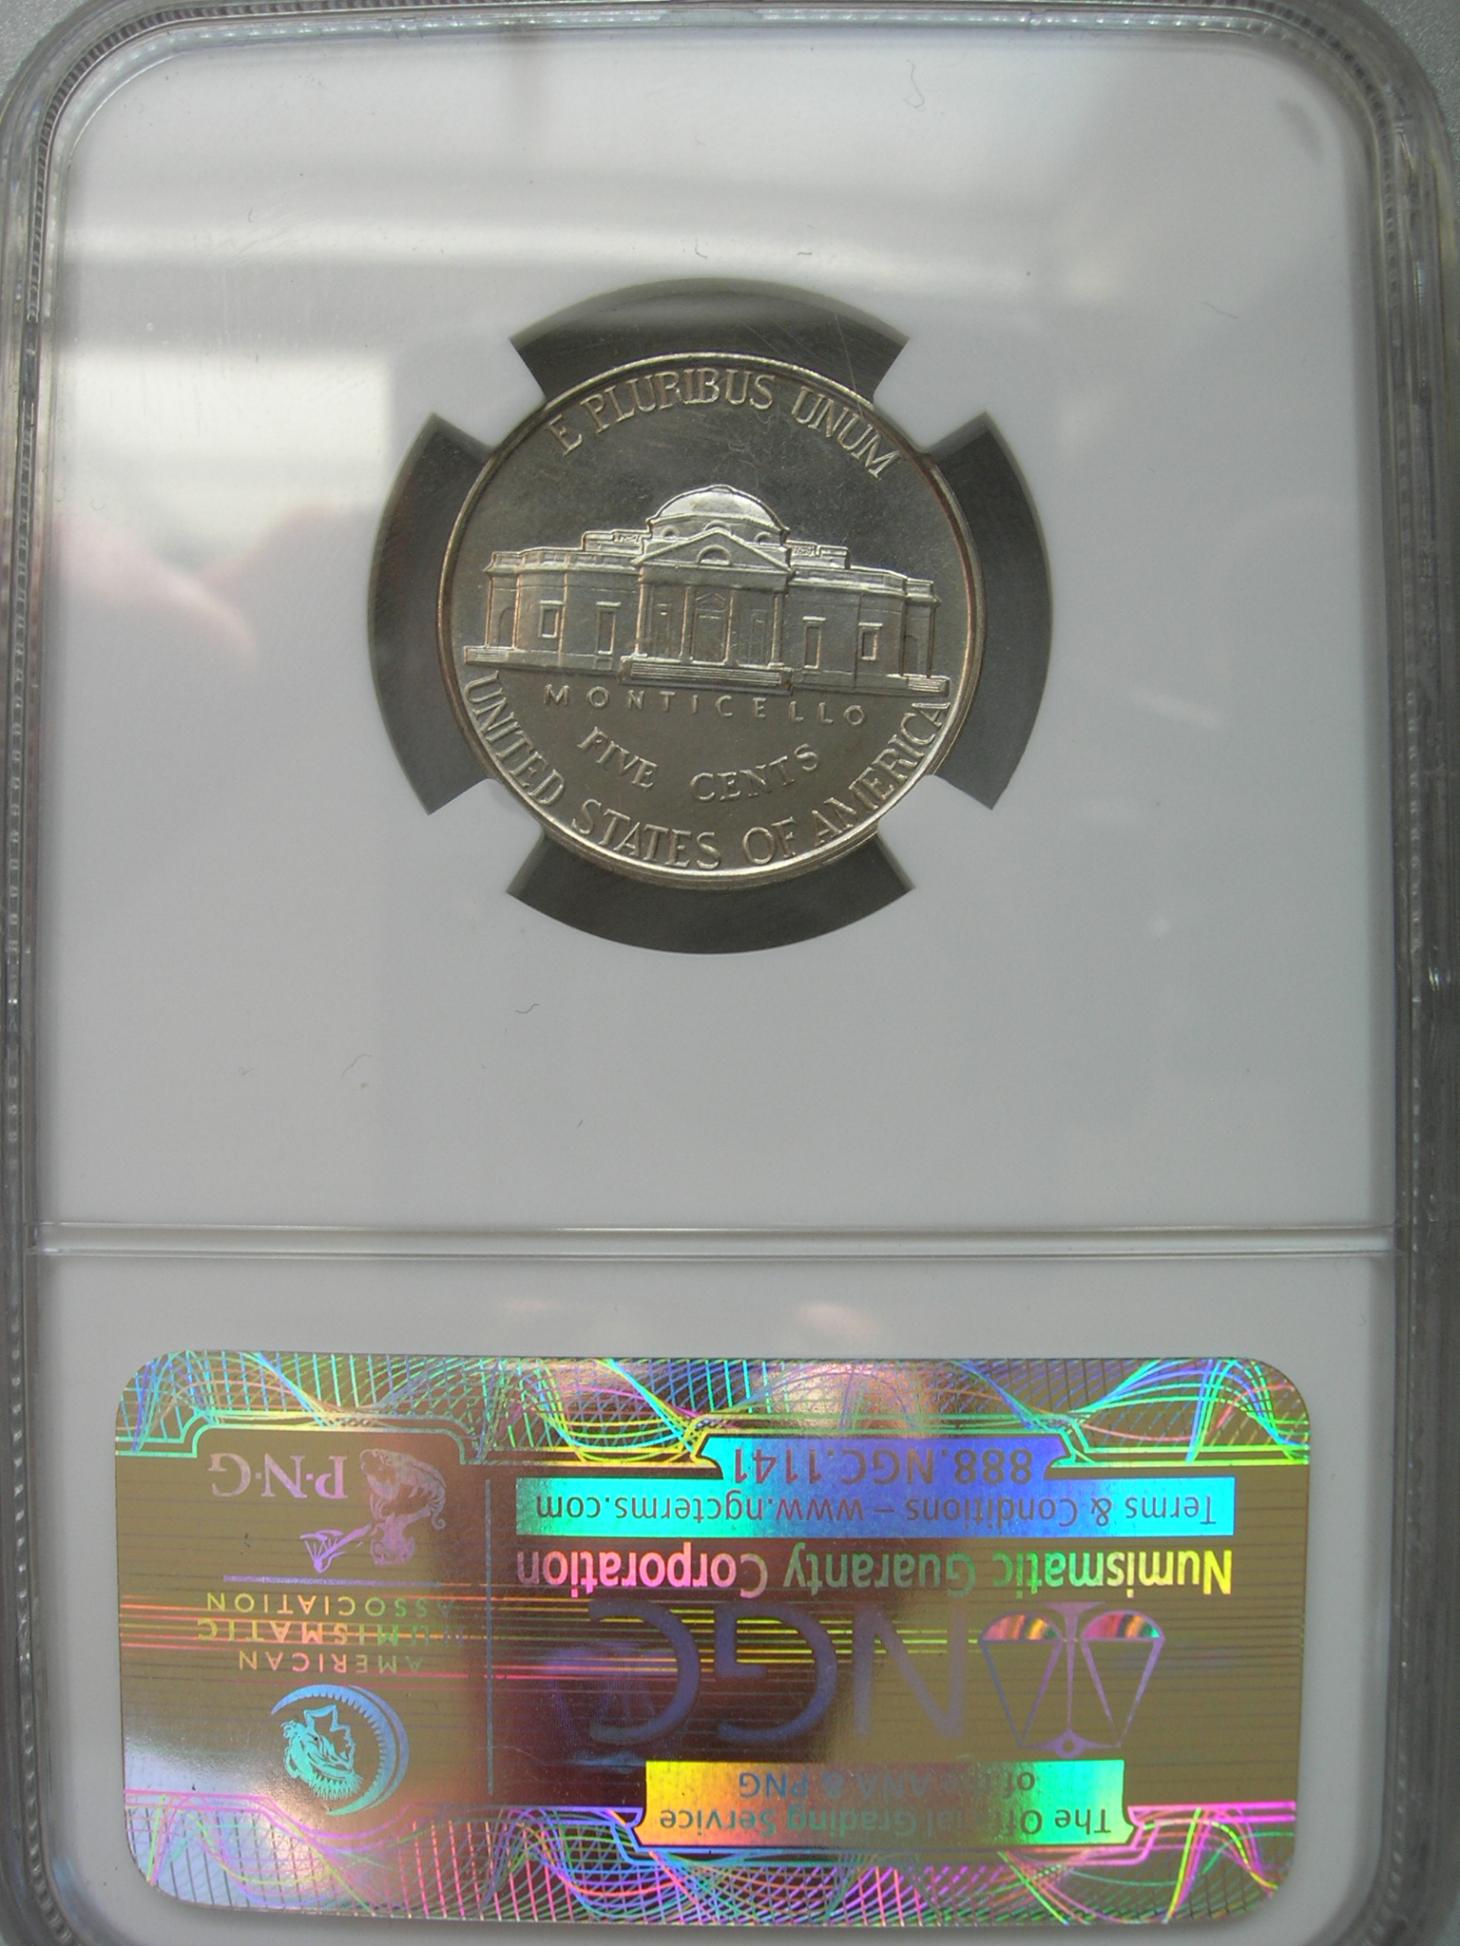 E PLURIBUS UNUM
MONTICELLO
FIVE CENTS
UNITED STATES OF AMERICA
The Official Grading Service
of the ANA & PNG
NGC
Numismatic Guaranty Corporation
Terms & Conditions – www.ngcterms.com
888.NGC.1141
AMERICAN
NUMISMATIC
ASSOCIATION
P·N·G